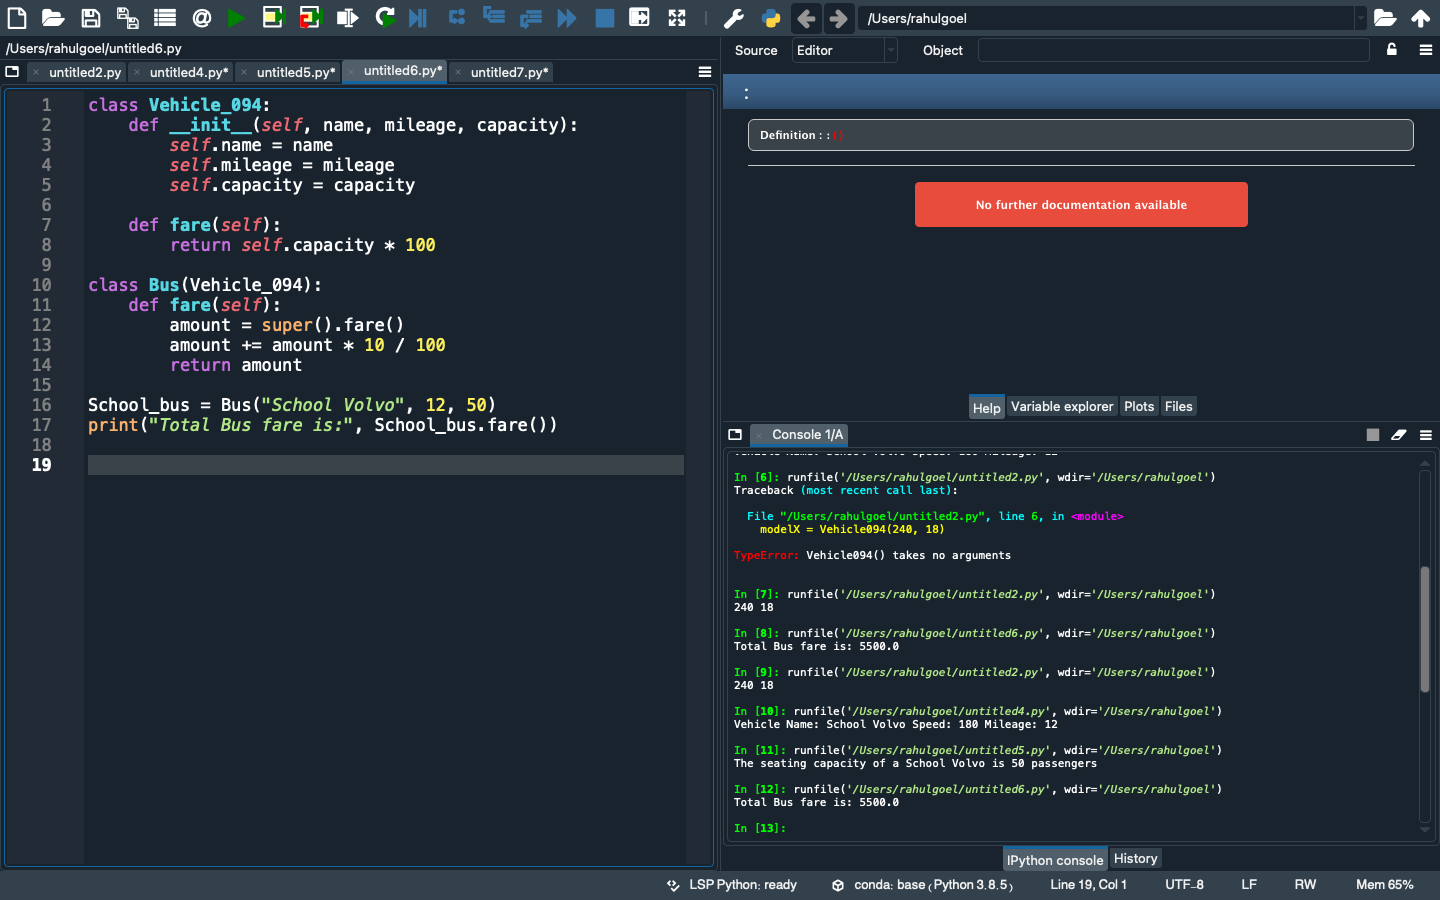 /Users/rahulgoel
/Users/rahulgoel/untitled6.py
Source Editor Object
untitled2.py untitled4.py* untitled5.py* untitled6.py* untitled7.py*
1 class Vehicle_094:
2 def __init__(self, name, mileage, capacity):
3 self.name = name
4 self.mileage = mileage
5 self.capacity = capacity
6
7 def fare(self):
8 return self.capacity * 100
9
10 class Bus(Vehicle_094):
11 def fare(self):
12 amount = super().fare()
13 amount += amount * 10 / 100
14 return amount
15
16 School_bus = Bus("School Volvo", 12, 50)
17 print("Total Bus fare is:", School_bus.fare())
18
19
:
Definition : : ()
No further documentation available
Help Variable explorer Plots Files
Console 1/A
Vehicle Name: School Volvo Speed: 180 Mileage: 12
In [6]: runfile('/Users/rahulgoel/untitled2.py', wdir='/Users/rahulgoel')
Traceback (most recent call last):
File "/Users/rahulgoel/untitled2.py", line 6, in <module>
modelX = Vehicle094(240, 18)
TypeError: Vehicle094() takes no arguments
In [7]: runfile('/Users/rahulgoel/untitled2.py', wdir='/Users/rahulgoel')
240 18
In [8]: runfile('/Users/rahulgoel/untitled6.py', wdir='/Users/rahulgoel')
Total Bus fare is: 5500.0
In [9]: runfile('/Users/rahulgoel/untitled2.py', wdir='/Users/rahulgoel')
240 18
In [10]: runfile('/Users/rahulgoel/untitled4.py', wdir='/Users/rahulgoel')
Vehicle Name: School Volvo Speed: 180 Mileage: 12
In [11]: runfile('/Users/rahulgoel/untitled5.py', wdir='/Users/rahulgoel')
The seating capacity of a School Volvo is 50 passengers
In [12]: runfile('/Users/rahulgoel/untitled6.py', wdir='/Users/rahulgoel')
Total Bus fare is: 5500.0
In [13]:
IPython console History
LSP Python: ready conda: base (Python 3.8.5) Line 19, Col 1 UTF-8 LF RW Mem 65%